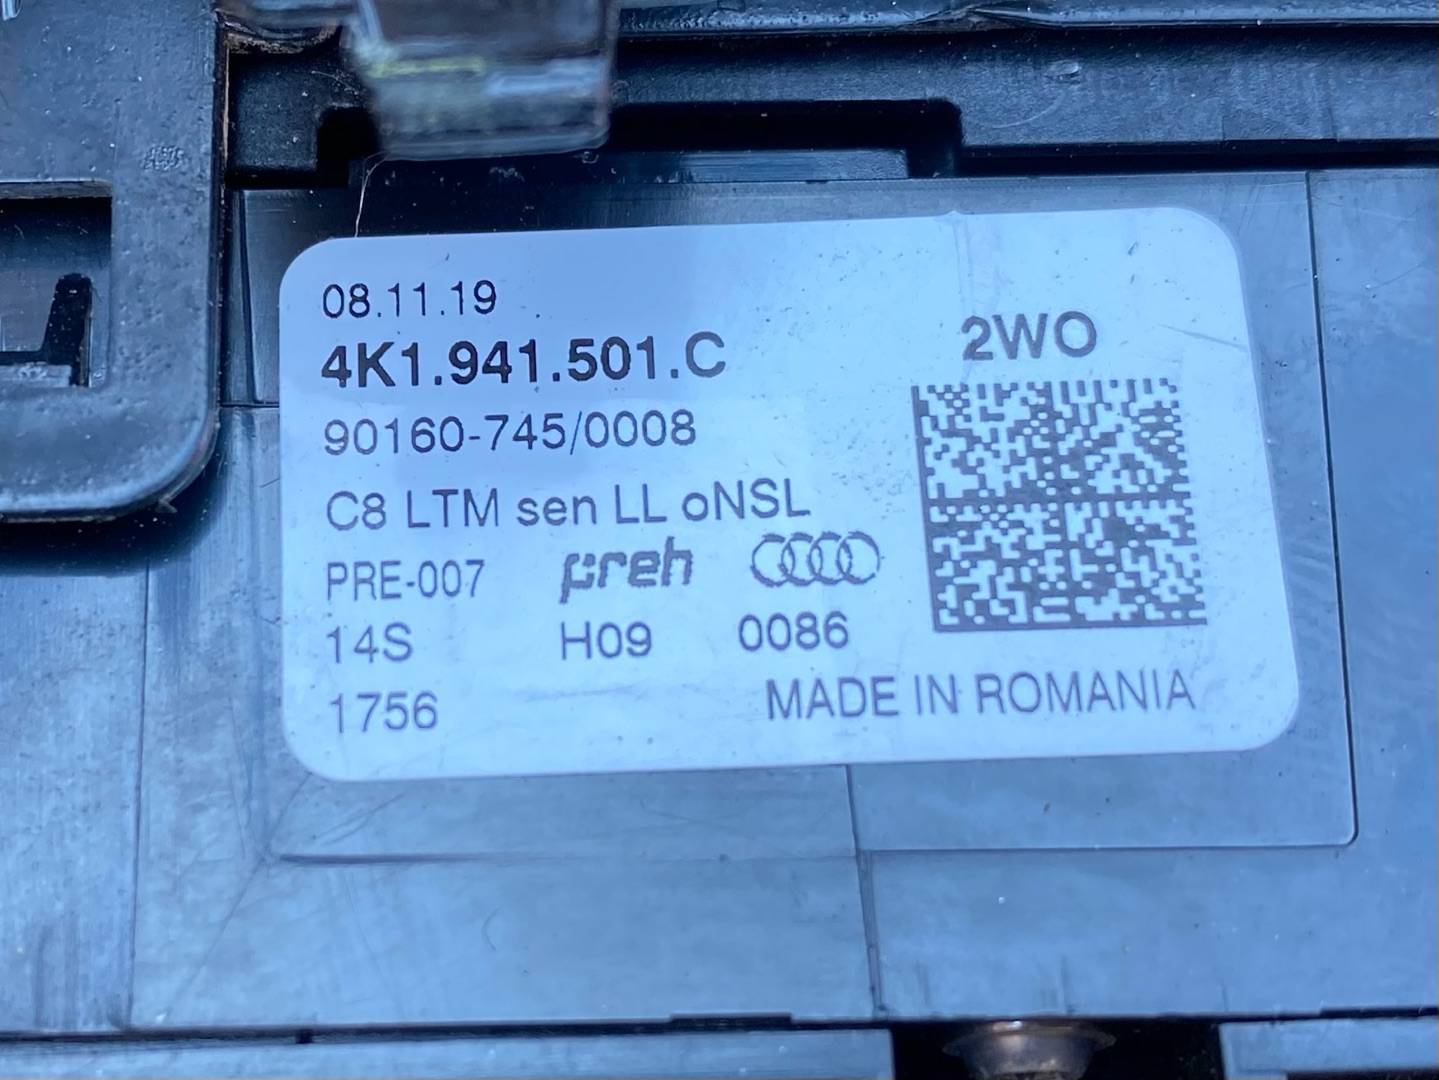 08.11.19
4K1.941.501.C
2WO
90160-745/0008
C8 LTM sen LL oNSL
PRE-007 preh
14S H09 0086
1756 MADE IN ROMANIA